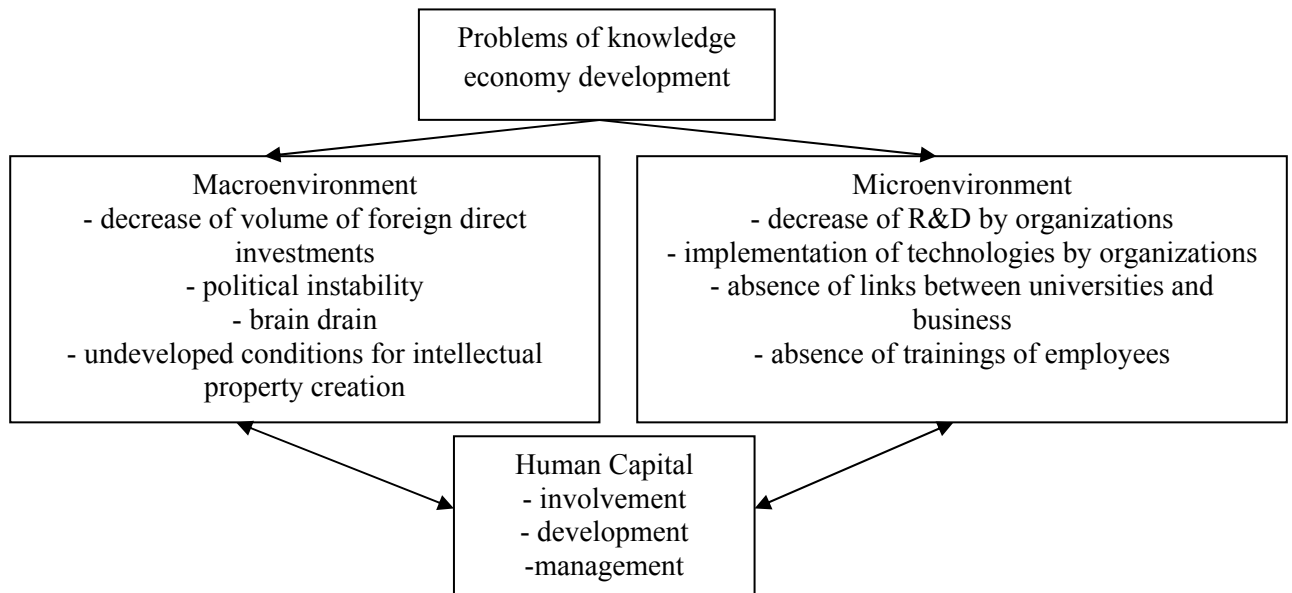 Problems of knowledge
economy development
Macroenvironment
- decrease of volume of foreign direct
investments
- political instability
- brain drain
- undeveloped conditions for intellectual
property creation
Microenvironment
- decrease of R&D by organizations
- implementation of technologies by organizations
- absence of links between universities and
business
- absence of trainings of employees
Human Capital
- involvement
- development
-management